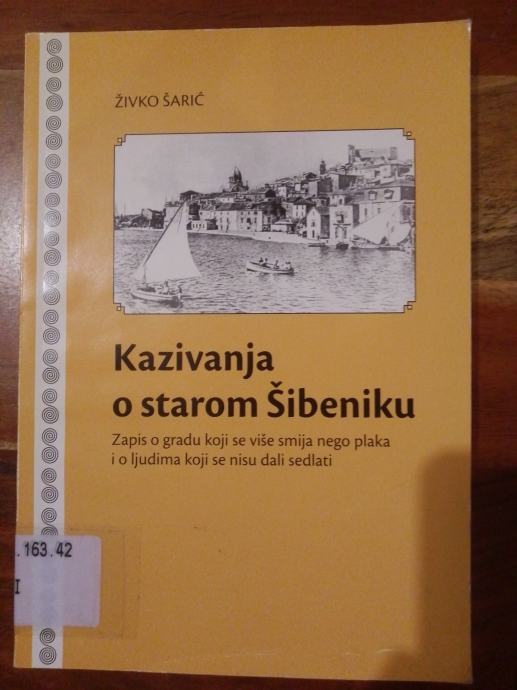 ŽIVKO ŠARIĆ
Kazivanja
o starom Šibeniku
Zapis o gradu koji se više smija nego plaka
i o ljudima koji se nisu dali sedlati
.163.42
I